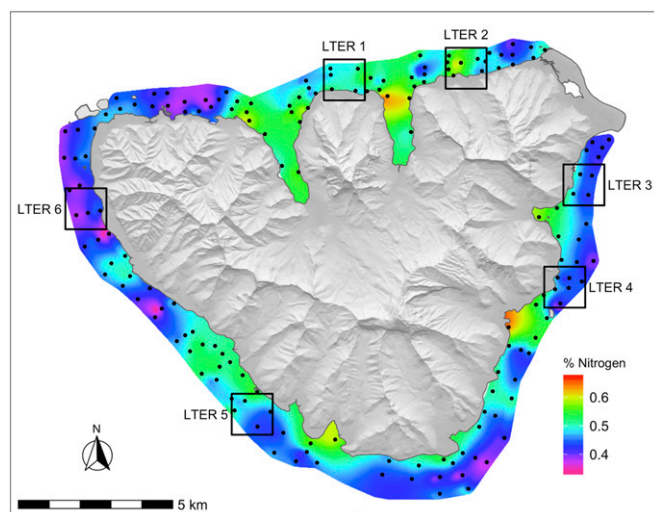 LTER 1
LTER 2
LTER 3
LTER 6
LTER 4
% Nitrogen
0.6
0.5
0.4
LTER 5
N
5 km